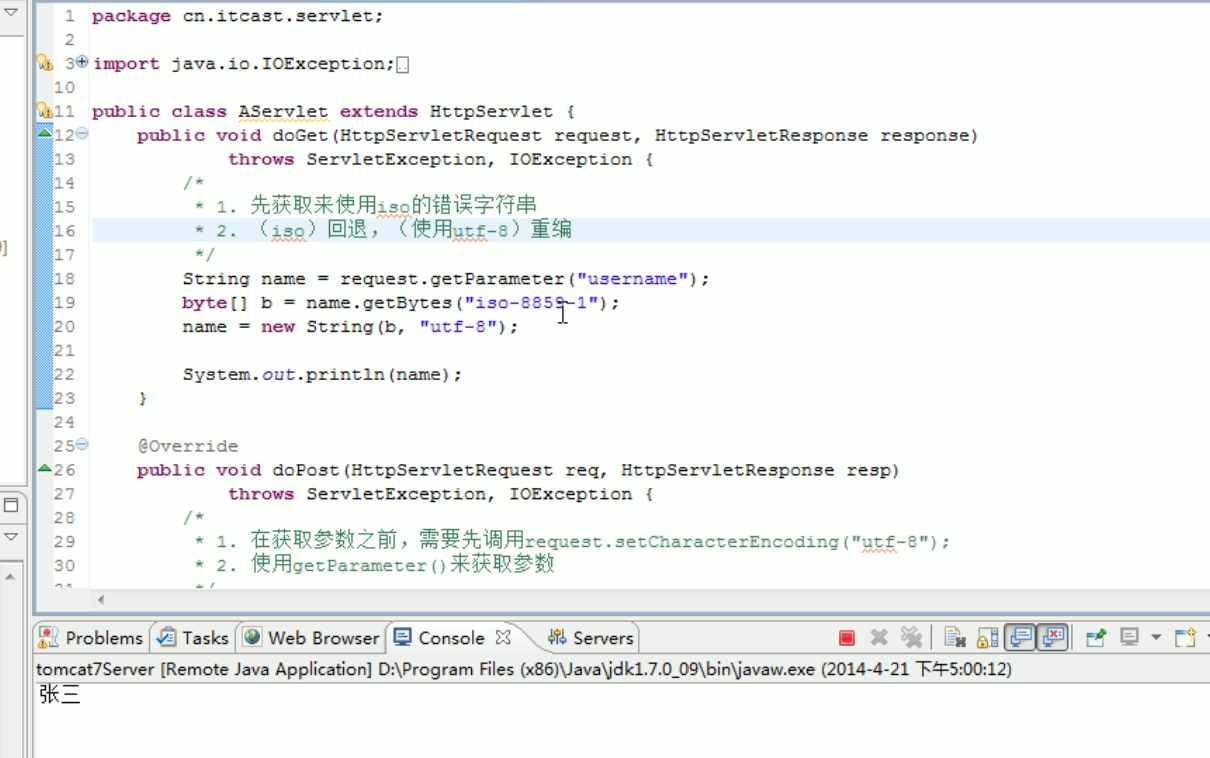 1 package cn.itcast.servlet;
2
3 import java.io.IOException;
10
11 public class AServlet extends HttpServlet {
12 public void doGet(HttpServletRequest request, HttpServletResponse response)
13 throws ServletException, IOException {
14 /*
15 * 1. 先获取来使用iso的错误字符串
16 * 2. （iso）回退，（使用utf-8）重编
17 */
18 String name = request.getParameter("username");
19 byte[] b = name.getBytes("iso-8859-1");
20 name = new String(b, "utf-8");
21
22 System.out.println(name);
23 }
24
25 @Override
26 public void doPost(HttpServletRequest req, HttpServletResponse resp)
27 throws ServletException, IOException {
28 /*
29 * 1. 在获取参数之前，需要先调用request.setCharacterEncoding("utf-8");
30 * 2. 使用getParameter()来获取参数
Problems Tasks Web Browser Console Servers
tomcat7Server [Remote Java Application] D:\Program Files (x86)\Java\jdk1.7.0_09\bin\javaw.exe (2014-4-21 下午5:00:12)
张三